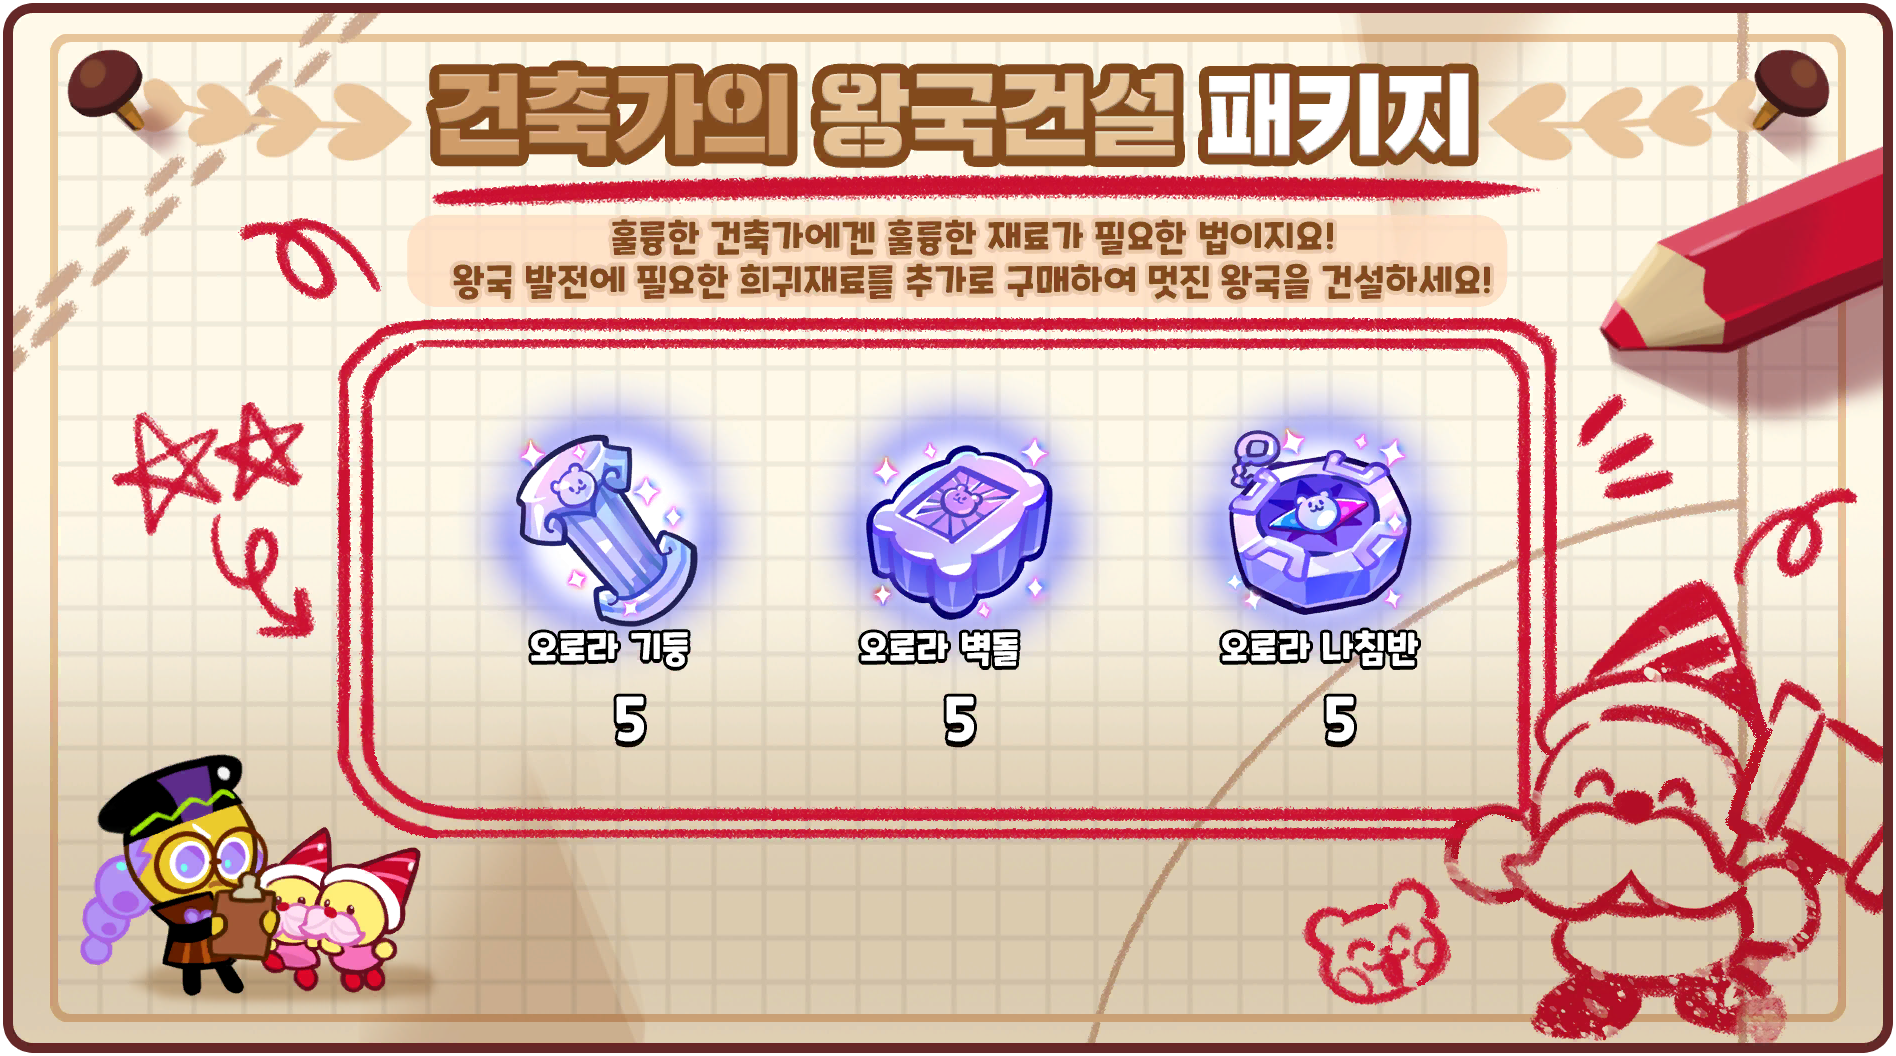 건축가의 왕국건설 패키지
훌륭한 건축가에겐 훌륭한 재료가 필요한 법이지요!
왕국 발전에 필요한 희귀재료를 추가로 구매하여 멋진 왕국을 건설하세요!
오로라 기둥
오로라 벽돌
오로라 나침반
5
5
5